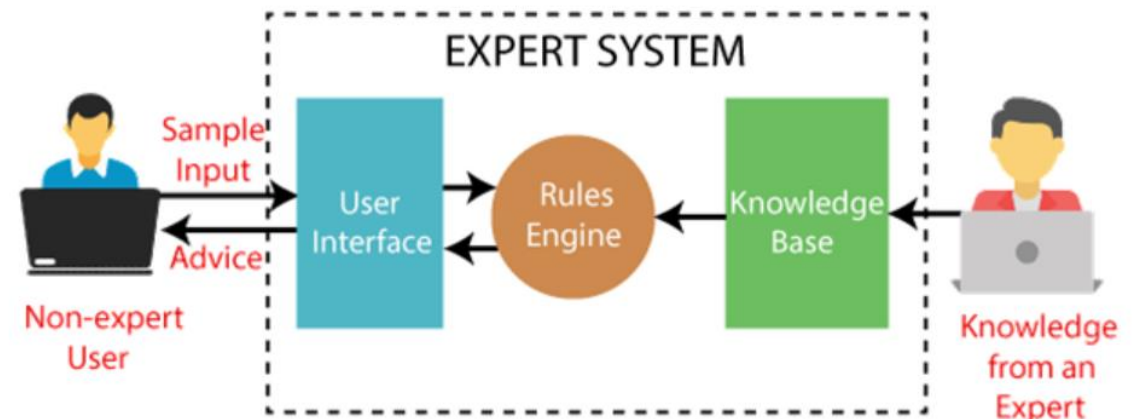 EXPERT SYSTEM
Sample
Input
Advice
Non-expert
User
User
Interface
Rules
Engine
Knowledge
Base
Knowledge
from an
Expert